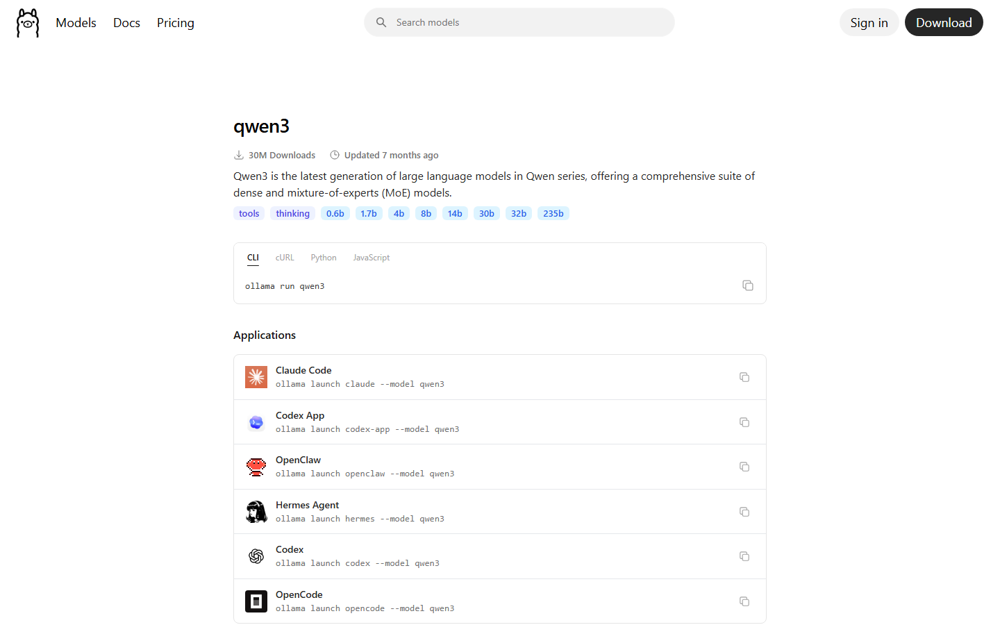 Models Docs Pricing Search models Sign in Download
qwen3
30M Downloads Updated 7 months ago
Qwen3 is the latest generation of large language models in Qwen series, offering a comprehensive suite of
dense and mixture-of-experts (MoE) models.
tools thinking 0.6b 1.7b 4b 8b 14b 30b 32b 235b
CLI cURL Python JavaScript
ollama run qwen3
Applications
Claude Code
ollama launch claude --model qwen3
Codex App
ollama launch codex-app --model qwen3
OpenClaw
ollama launch openclaw --model qwen3
Hermes Agent
ollama launch hermes --model qwen3
Codex
ollama launch codex --model qwen3
OpenCode
ollama launch opencode --model qwen3